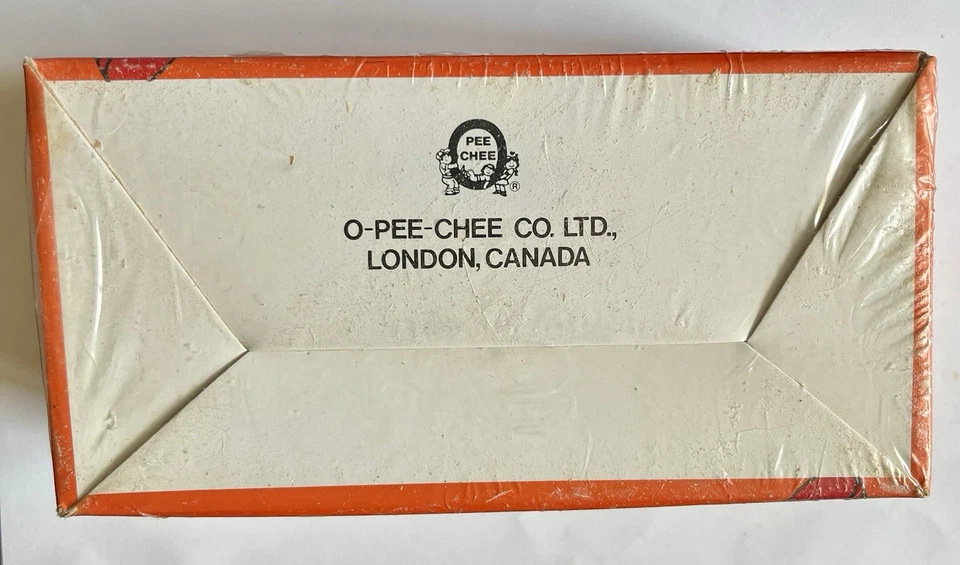 PEE
CHEE
®
O-PEE-CHEE CO. LTD.,
LONDON, CANADA